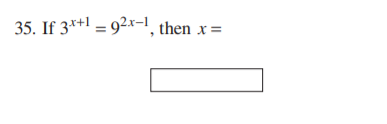 35. If 3^{x+1} = 9^{2x−1}, then x =